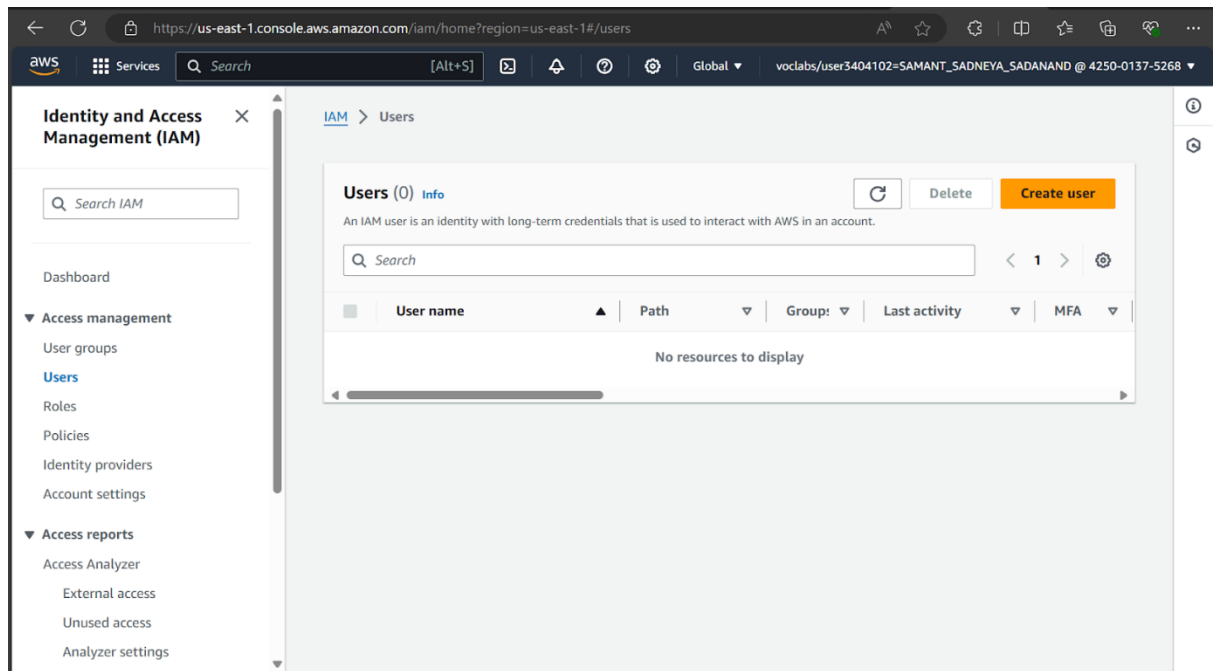 https://us-east-1.console.aws.amazon.com/iam/home?region=us-east-1#/users
aws Services Search [Alt+S] Global voclabs/user3404102=SAMANT_SADNEYA_SADANAND @ 4250-0137-5268
Identity and Access
Management (IAM)
Search IAM
Dashboard
Access management
User groups
Users
Roles
Policies
Identity providers
Account settings
Access reports
Access Analyzer
External access
Unused access
Analyzer settings
IAM > Users
Users (0) Info
Delete
Create user
An IAM user is an identity with long-term credentials that is used to interact with AWS in an account.
Search
1
User name Path Group: Last activity MFA
No resources to display